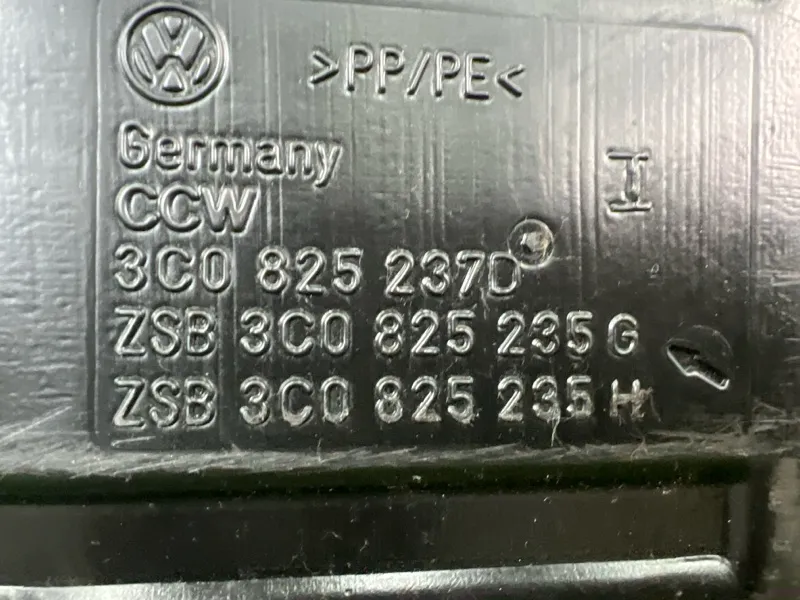 >PP/PE<
Germany
I
CCW
3C0 825 237D
ZSB 3C0 825 235 G
ZSB 3C0 825 235 H